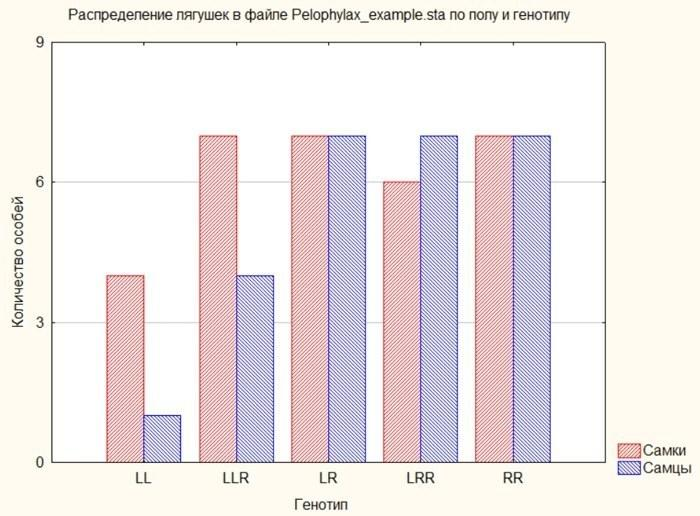 Распределение лягушек в файле Pelophylax_example.sta по полу и генотипу
9
6
3
0
Количество особей
LL LLR LR LRR RR
Генотип
Самки
Самцы